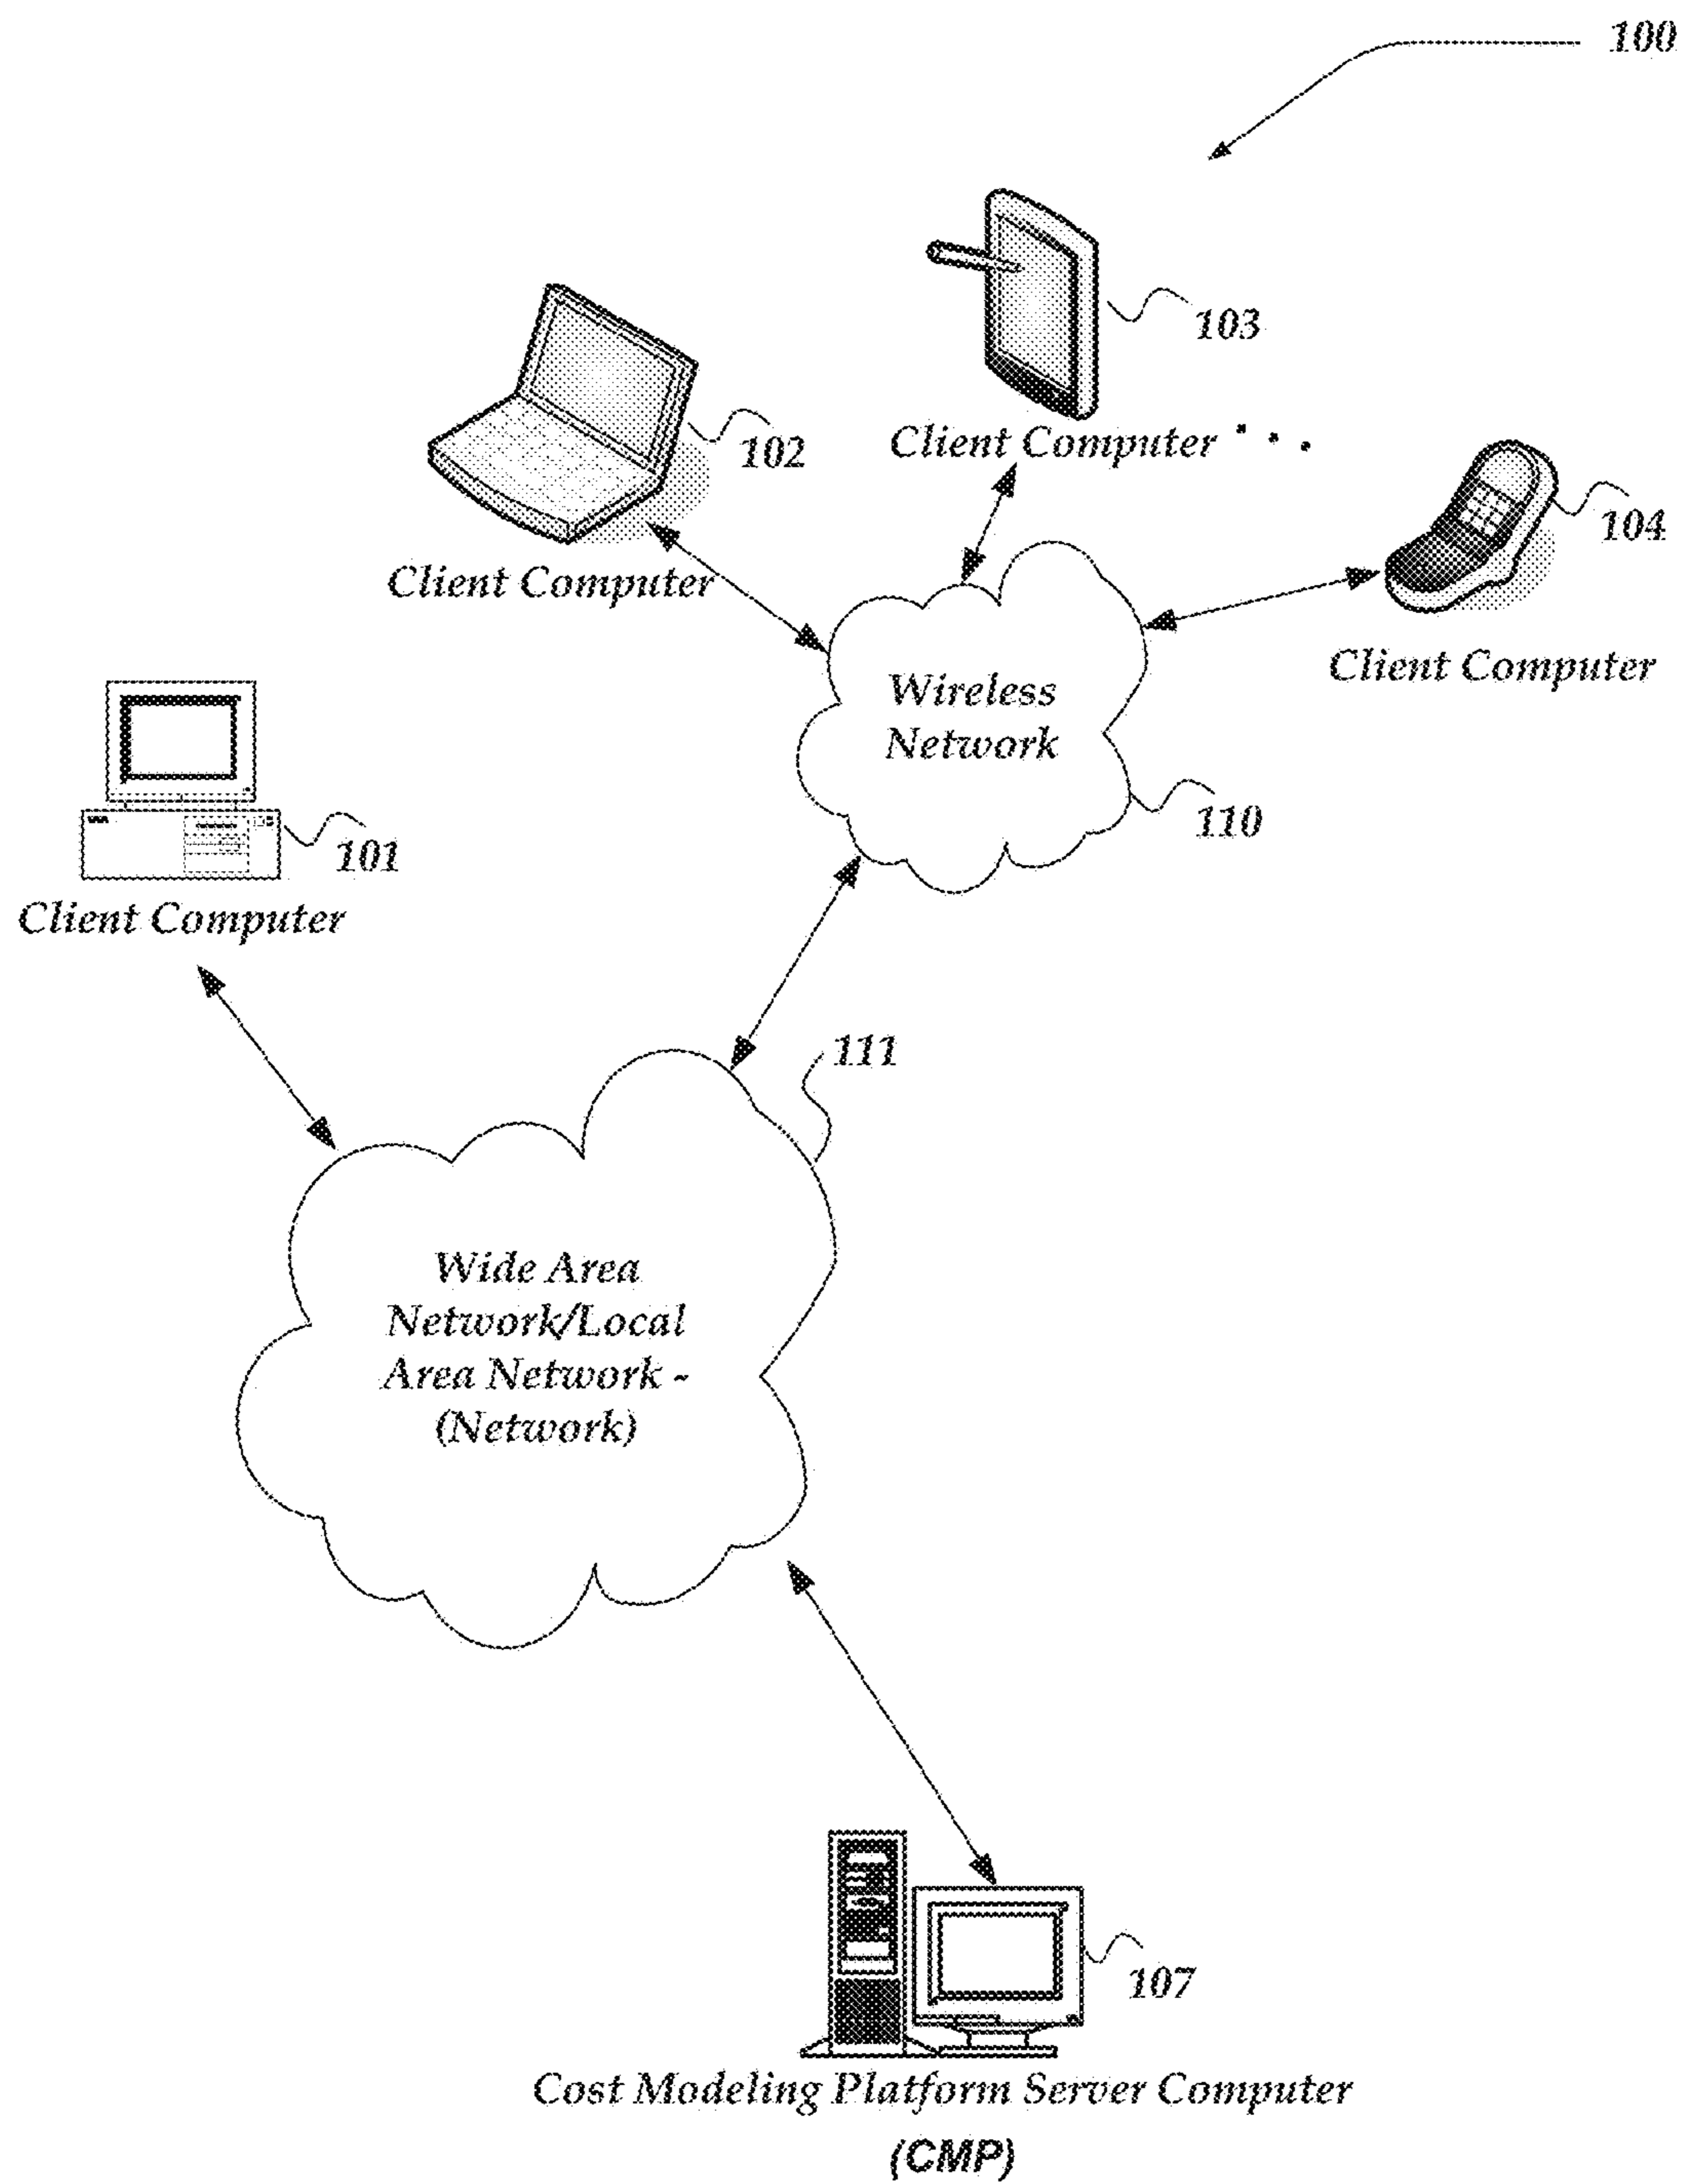 100
103
102
Client Computer . . .
104
Client Computer
Client Computer
Wireless
Network
110
101
Client Computer
111
Wide Area
Network/Local
Area Network -
(Network)
107
Cost Modeling Platform Server Computer
(CMP)